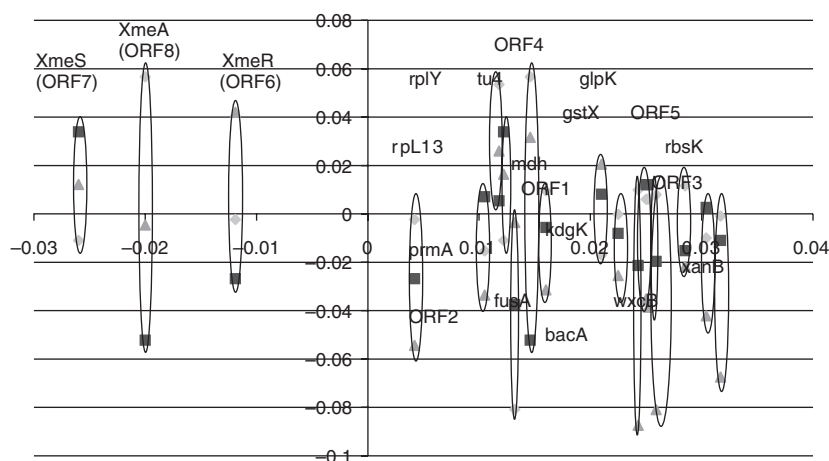 0.08
XmeA
(ORF8)
XmeS
(ORF7)
XmeR
(ORF6)
ORF4
0.06
rplY tu4 glpK
0.04
gstX ORF5
0.02
rpL13 rbsK
mdh
ORF1 ORF3
0
–0.03 –0.02 –0.01 0 0.01 0.02 0.03 0.04
kdgK
prmA
–0.02
xanB
fusA wxcB
–0.04
ORF2
bacA
–0.06
–0.08
–0.1